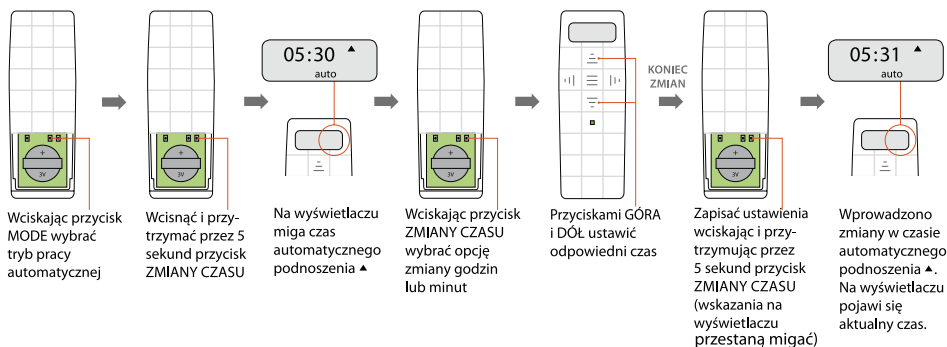 3V
Wciskając przycisk
MODE wybrać
tryb pracy
automatycznej
3V
Wcisnąć i przy-
trzymać przez 5
sekund przycisk
ZMIANY CZASU
05:30 ▲
auto
Na wyświetlaczu
miga czas
automatycznego
podnoszenia ▲
3V
Wciskając przycisk
ZMIANY CZASU
wybrać opcję
zmiany godzin
lub minut
Przyciskami GÓRA
i DÓŁ ustawić
odpowiedni czas
KONIEC
ZMIAN
3V
Zapisać ustawienia
wciskając i przy-
trzymując przez
5 sekund przycisk
ZMIANY CZASU
(wskazania na
wyświetlaczu
przestaną migać)
05:31 ▲
auto
Wprowadzono
zmiany w czasie
automatycznego
podnoszenia ▲.
Na wyświetlaczu
pojawi się
aktualny czas.